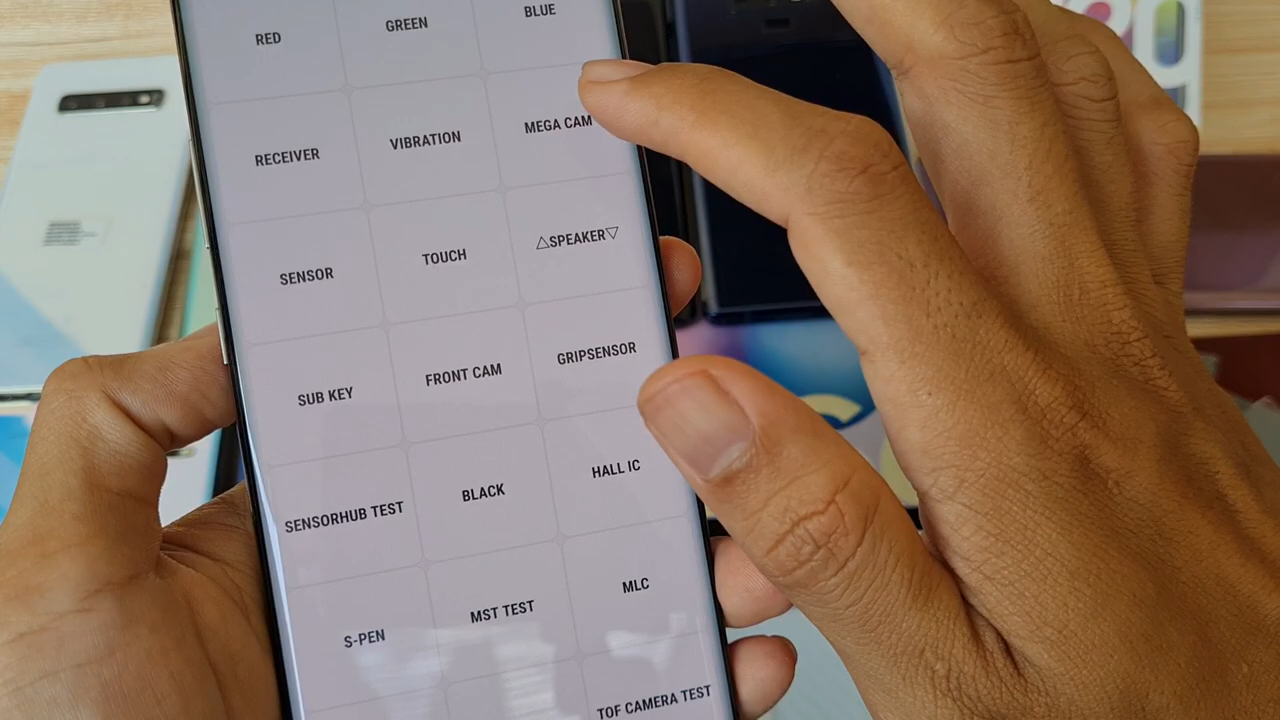 RED
GREEN
BLUE
RECEIVER
VIBRATION
MEGA CAM
SENSOR
TOUCH
△SPEAKER▽
SUB KEY
FRONT CAM
GRIPSENSOR
SENSORHUB TEST
BLACK
HALL IC
S-PEN
MST TEST
MLC
TOF CAMERA TEST